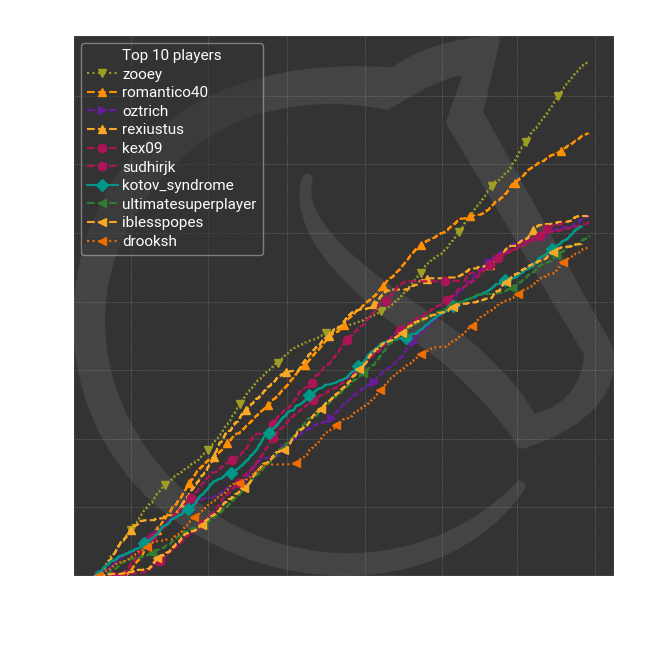 Top 10 players
zooey
romantico40
oztrich
rexiustus
kex09
sudhirjk
kotov_syndrome
ultimatesuperplayer
iblesspopes
drooksh